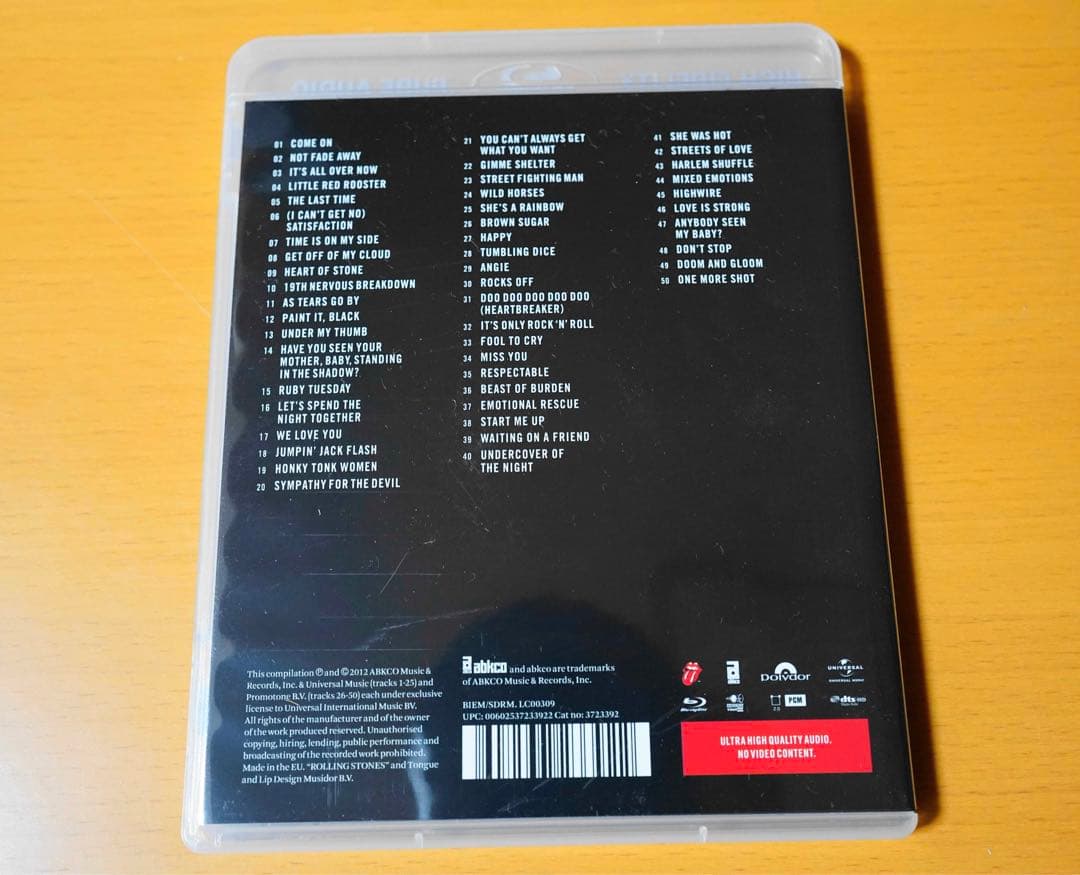 HIGH FIDELITY
PURE AUDIO
01 COME ON
02 NOT FADE AWAY
03 IT'S ALL OVER NOW
04 LITTLE RED ROOSTER
05 THE LAST TIME
06 (I CAN'T GET NO)
SATISFACTION
07 TIME IS ON MY SIDE
08 GET OFF OF MY CLOUD
09 HEART OF STONE
10 19TH NERVOUS BREAKDOWN
11 AS TEARS GO BY
12 PAINT IT, BLACK
13 UNDER MY THUMB
14 HAVE YOU SEEN YOUR
MOTHER, BABY, STANDING
IN THE SHADOW?
15 RUBY TUESDAY
16 LET'S SPEND THE
NIGHT TOGETHER
17 WE LOVE YOU
18 JUMPIN' JACK FLASH
19 HONKY TONK WOMEN
20 SYMPATHY FOR THE DEVIL
21 YOU CAN'T ALWAYS GET
WHAT YOU WANT
22 GIMME SHELTER
23 STREET FIGHTING MAN
24 WILD HORSES
25 SHE'S A RAINBOW
26 BROWN SUGAR
27 HAPPY
28 TUMBLING DICE
29 ANGIE
30 ROCKS OFF
31 DOO DOO DOO DOO DOO
(HEARTBREAKER)
32 IT'S ONLY ROCK 'N' ROLL
33 FOOL TO CRY
34 MISS YOU
35 RESPECTABLE
36 BEAST OF BURDEN
37 EMOTIONAL RESCUE
38 START ME UP
39 WAITING ON A FRIEND
40 UNDERCOVER OF
THE NIGHT
41 SHE WAS HOT
42 STREETS OF LOVE
43 HARLEM SHUFFLE
44 MIXED EMOTIONS
45 HIGHWIRE
46 LOVE IS STRONG
47 ANYBODY SEEN
MY BABY?
48 DON'T STOP
49 DOOM AND GLOOM
50 ONE MORE SHOT
This compilation ℗ and © 2012 ABKCO Music &
Records, Inc. & Universal Music (tracks 1-25) and
Promotone B.V. (tracks 26-50) each under exclusive
license to Universal International Music BV.
All rights of the manufacturer and of the owner
of the work produced reserved. Unauthorised
copying, hiring, lending, public performance and
broadcasting of the recorded work prohibited.
Made in the EU. "ROLLING STONES" and Tongue
and Lip Design Musidor B.V.
abkco and abkco are trademarks
of ABKCO Music & Records, Inc.
BIEM/SDRM. LC00309
UPC: 00602537233922 Cat no: 3723392
abkco
Polydor
UNIVERSAL
UNIVERSAL MUSIC
Blu-ray Disc
2.0
PCM
dts-HD
ULTRA HIGH QUALITY AUDIO.
NO VIDEO CONTENT.